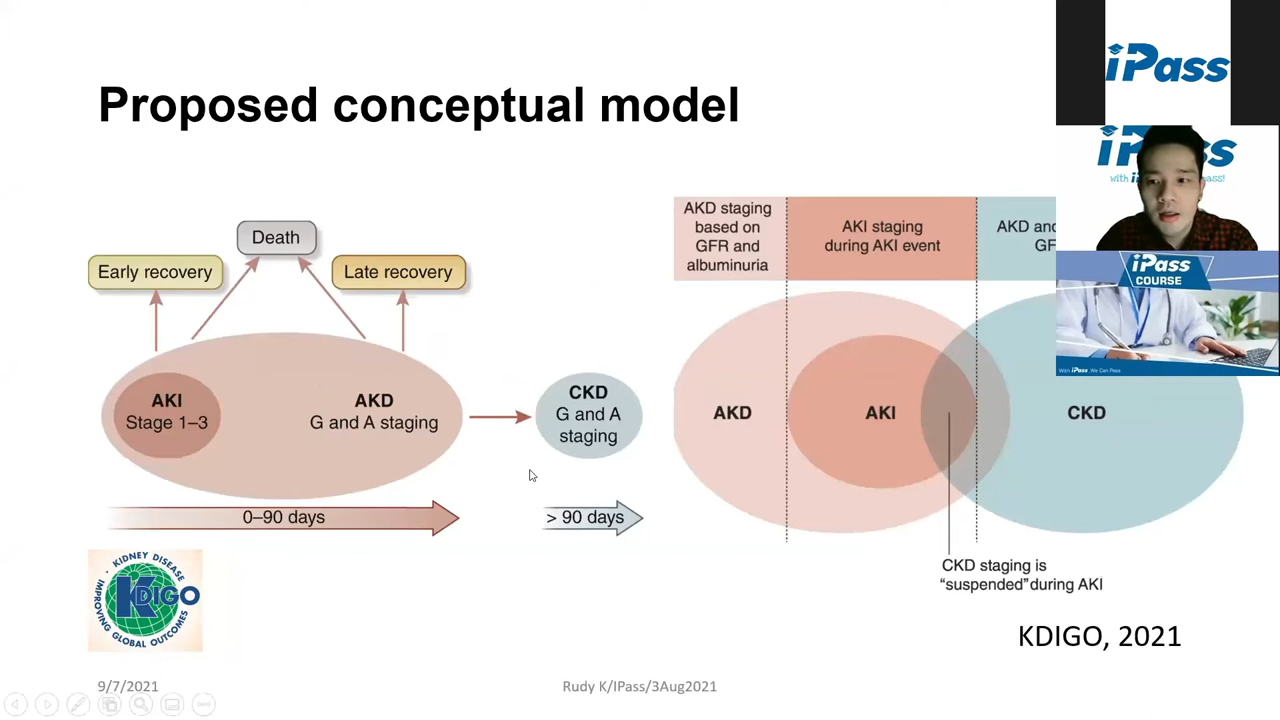 Proposed conceptual model
Death
Early recovery
Late recovery
AKI
Stage 1–3
AKD
G and A staging
CKD
G and A
staging
0–90 days
> 90 days
KIDNEY DISEASE
KDIGO
IMPROVING GLOBAL OUTCOMES
AKD staging
based on
GFR and
albuminuria
AKI staging
during AKI event
AKD and
GF
AKD
AKI
CKD
CKD staging is
“suspended” during AKI
KDIGO, 2021
9/7/2021
Rudy K/IPass/3Aug2021
iPass
iPass
with pass!
iPass
COURSE
With iPass ,We Can Pass